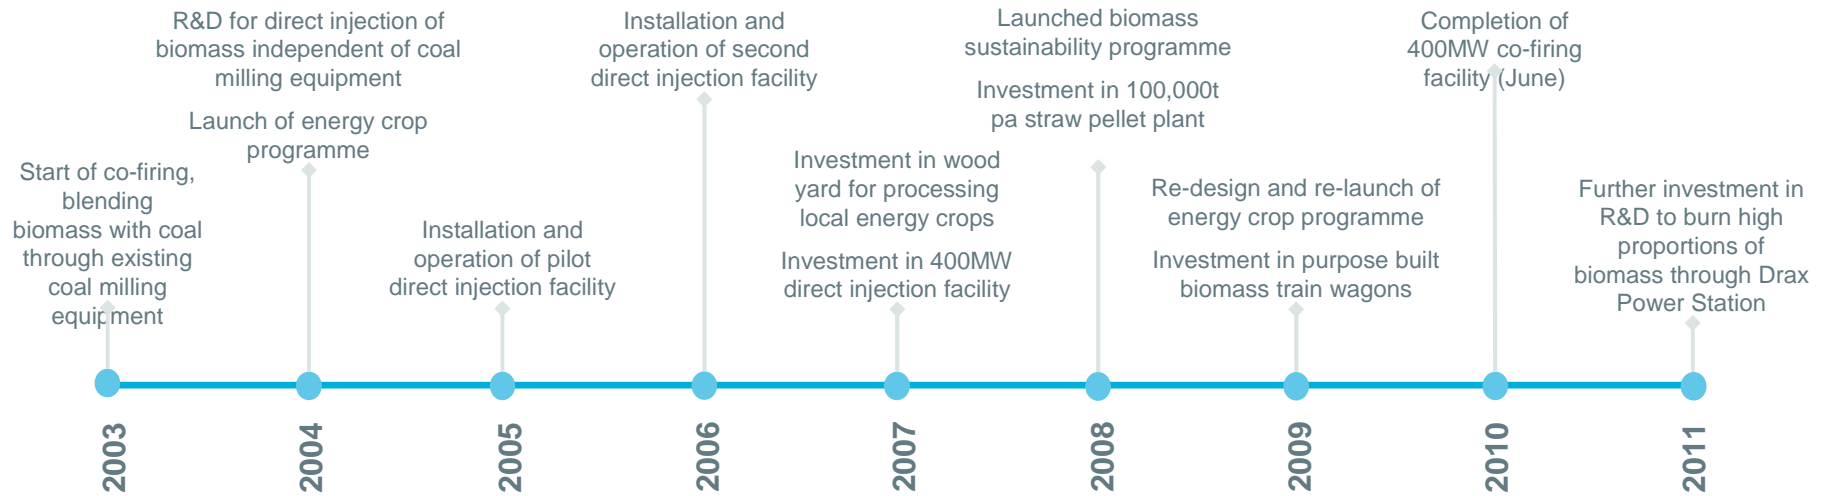 Start of co-firing,
blending
biomass with coal
through existing
coal milling
equipment
R&D for direct injection of
biomass independent of coal
milling equipment
Launch of energy crop
programme
Installation and
operation of pilot
direct injection facility
Installation and
operation of second
direct injection facility
Investment in wood
yard for processing
local energy crops
Investment in 400MW
direct injection facility
Launched biomass
sustainability programme
Investment in 100,000t
pa straw pellet plant
Re-design and re-launch of
energy crop programme
Investment in purpose built
biomass train wagons
Completion of
400MW co-firing
facility (June)
Further investment in
R&D to burn high
proportions of
biomass through Drax
Power Station
2003
2004
2005
2006
2007
2008
2009
2010
2011